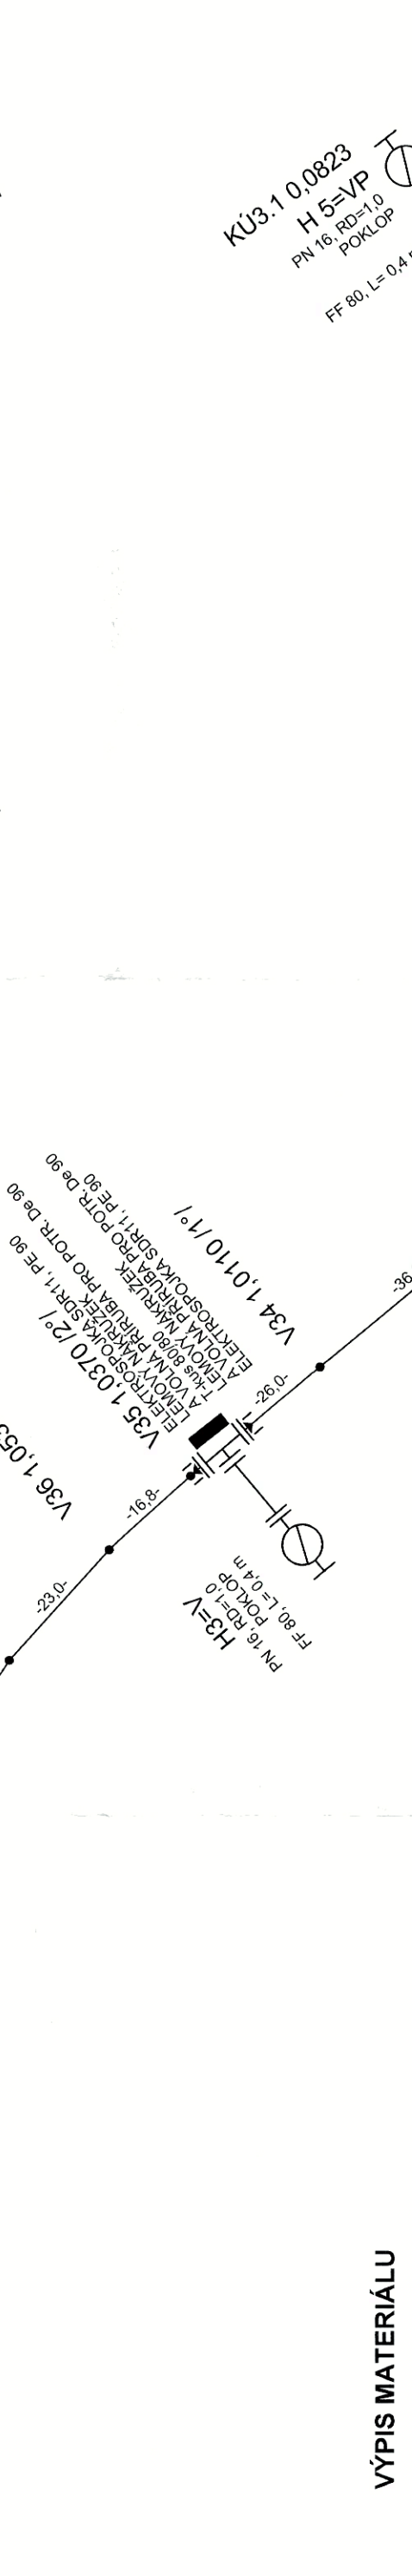 KÚ3.1 0,0823
H 5=VP
PN 16, RD=1,0
POKLOP
FF 80, L= 0,4
V34 1,0110 /1°/
ELEKTROSPOJKA SDR11, PE 90
A VOLNÁ PŘÍRUBA PRO POTR. De 90
LEMOVÝ NÁKRUŽEK
T-kus 80/80
A VOLNÁ PŘÍRUBA PRO POTR. De 90
LEMOVÝ NÁKRUŽEK
ELEKTROSPOJKA SDR11, PE 90
V35 1,0370 /2°/
V36 1,053
-36
-26,0-
-16,8-
-23,0-
H3=V
PN 16, RD=1,0
POKLOP
FF 80, L= 0,4 m
VÝPIS MATERIÁLU